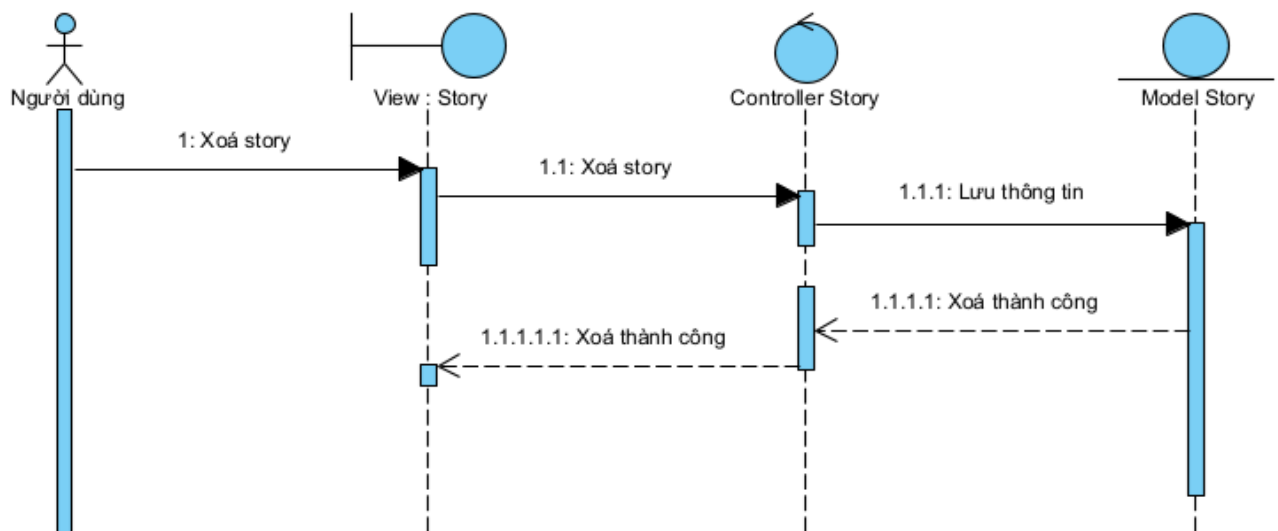 Người dùng
View : Story
Controller Story
Model Story
1: Xoá story
1.1: Xoá story
1.1.1: Lưu thông tin
1.1.1.1: Xoá thành công
1.1.1.1.1: Xoá thành công